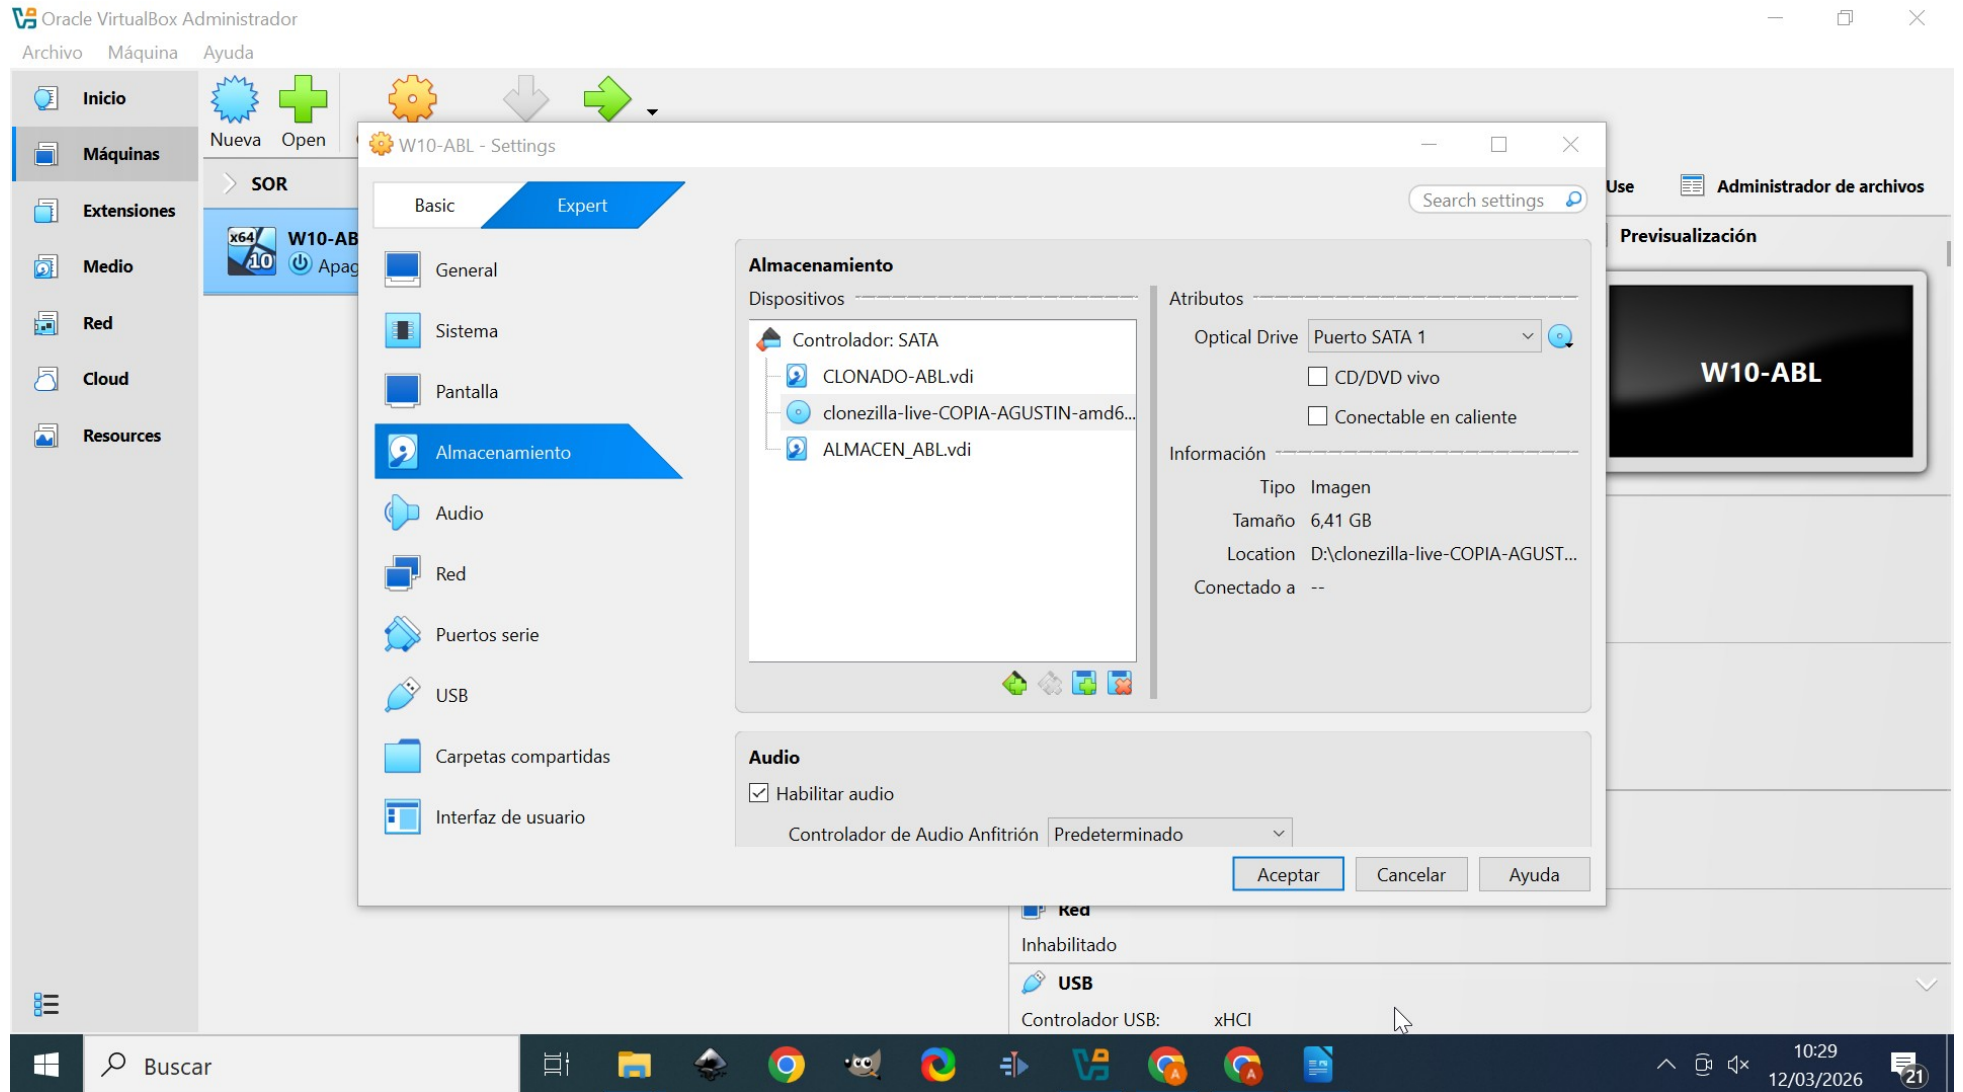 Oracle VirtualBox Administrador
Archivo Máquina Ayuda
Inicio
Máquinas
Extensiones
Medio
Red
Cloud
Resources
Nueva Open
SOR
x64
10
W10-AB
Apag
W10-ABL - Settings
Basic Expert
Search settings
General
Sistema
Pantalla
Almacenamiento
Audio
Red
Puertos serie
USB
Carpetas compartidas
Interfaz de usuario
Almacenamiento
Dispositivos
Controlador: SATA
CLONADO-ABL.vdi
clonezilla-live-COPIA-AGUSTIN-amd6...
ALMACEN_ABL.vdi
Atributos
Optical Drive Puerto SATA 1
CD/DVD vivo
Conectable en caliente
Información
Tipo Imagen
Tamaño 6,41 GB
Location D:\clonezilla-live-COPIA-AGUST...
Conectado a --
Audio
Habilitar audio
Controlador de Audio Anfitrión Predeterminado
Aceptar Cancelar Ayuda
Use Administrador de archivos
Previsualización
W10-ABL
Red
Inhabilitado
USB
Controlador USB: xHCI
Buscar
A
A
10:29
12/03/2026
21